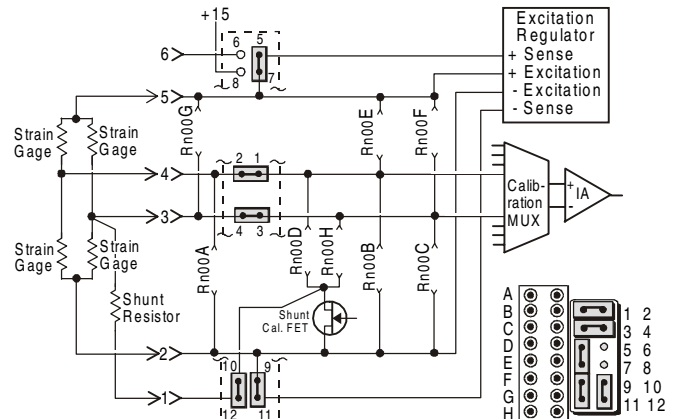 +15
Excitation
Regulator
+ Sense
+ Excitation
- Excitation
- Sense
6
6
5
8
7
5
Rn00G
Rn00E
Rn00F
Strain
Gage
Strain
Gage
4
2 1
3
4 3
Calib-
ration
MUX
+
-
IA
Rn00A
Rn00D
Rn00H
Rn00B
Rn00C
Strain
Gage
Strain
Gage
Shunt
Resistor
Shunt
Cal. FET
2
10
9
1
12
11
A
B
C
D
E
F
G
H
1 2
3 4
5 6
7 8
9 10
11 12